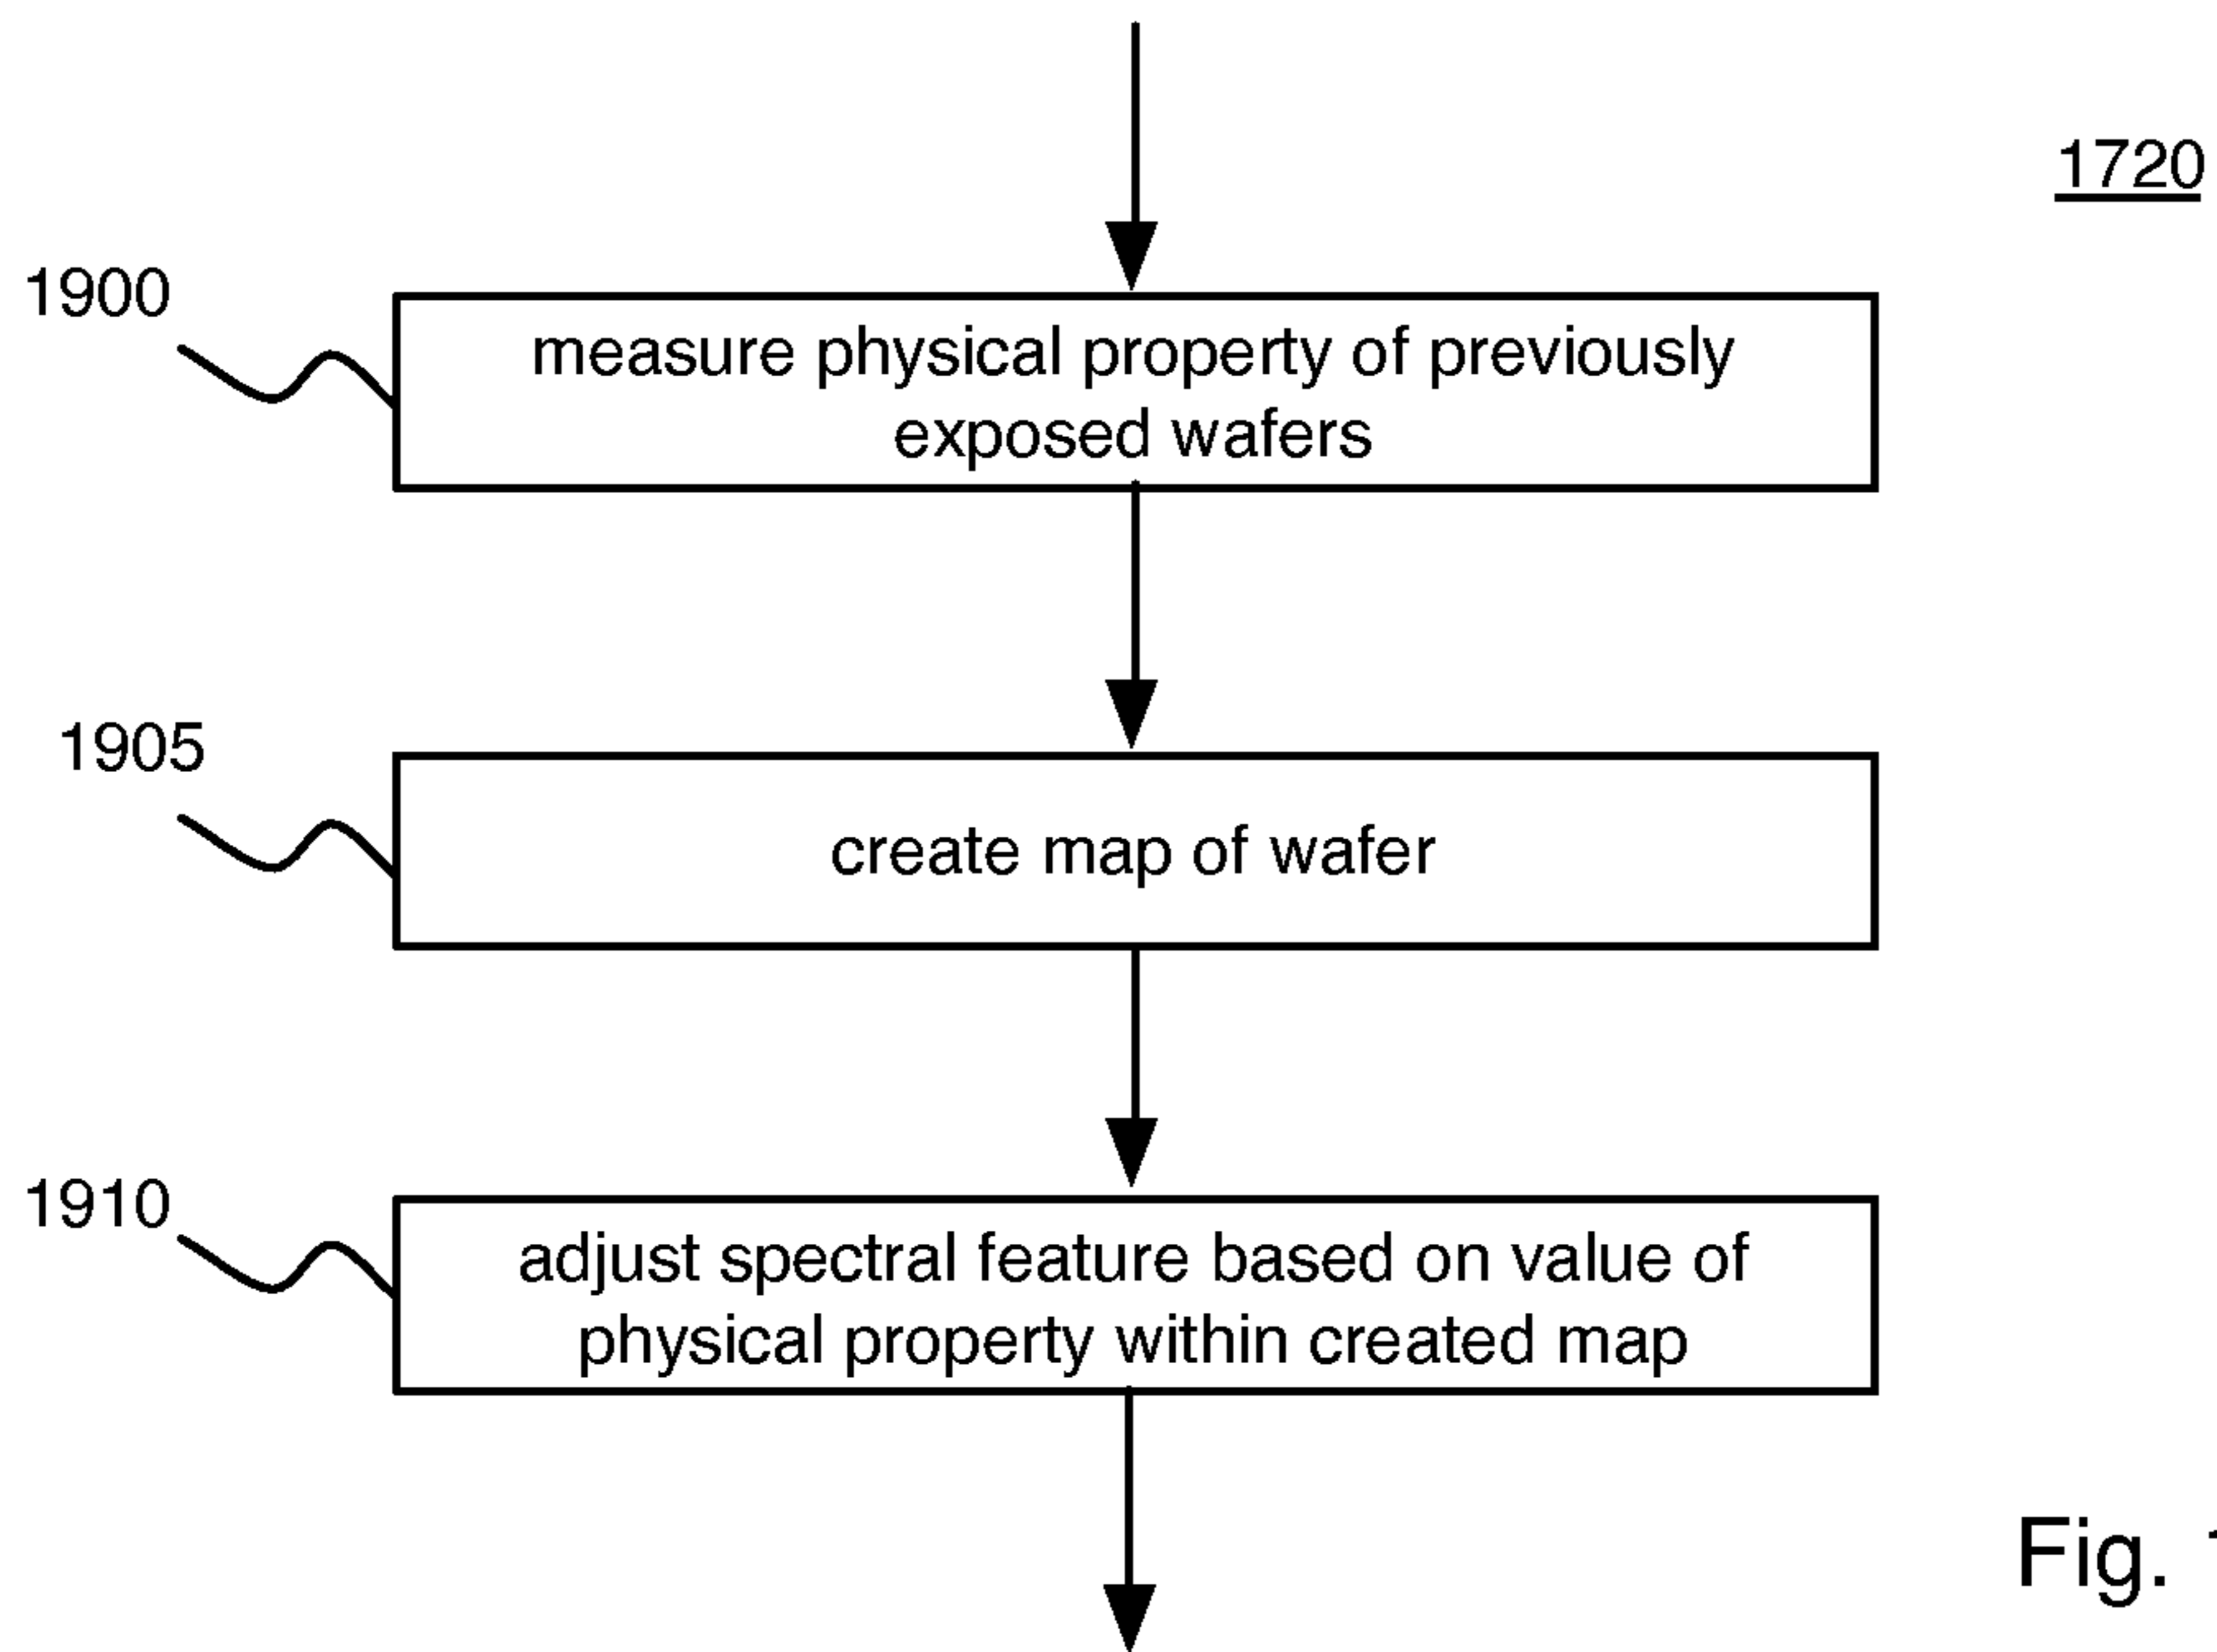 1720
1900
measure physical property of previously
exposed wafers
1905
create map of wafer
1910
adjust spectral feature based on value of
physical property within created map
Fig.